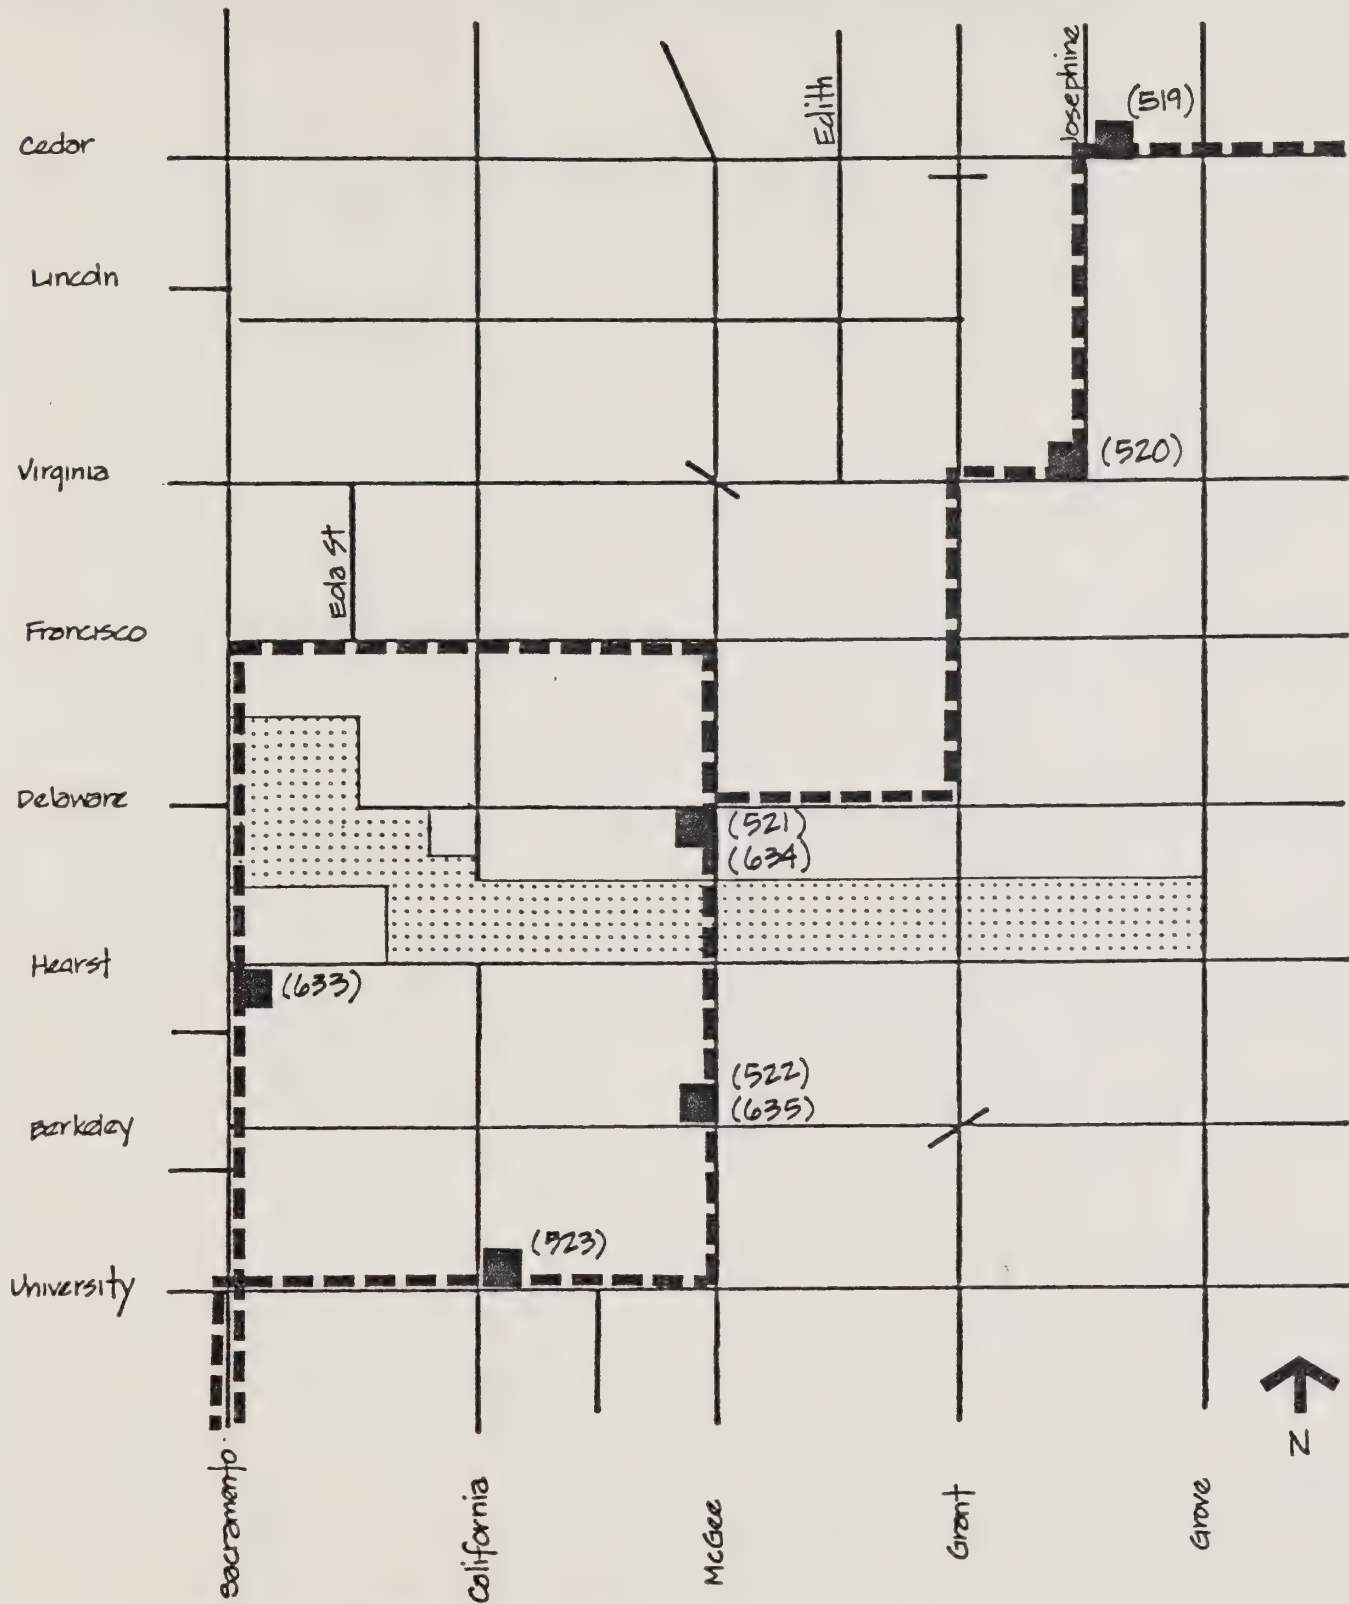 Josephine
(519)
Edith
Cedar
Lincoln
Virginia
(520)
Eola St
Francisco
Delaware
(521)
(634)
Hearst
(633)
(522)
(635)
Berkeley
(523)
University
N
Sacramento
California
McGee
Grant
Grove